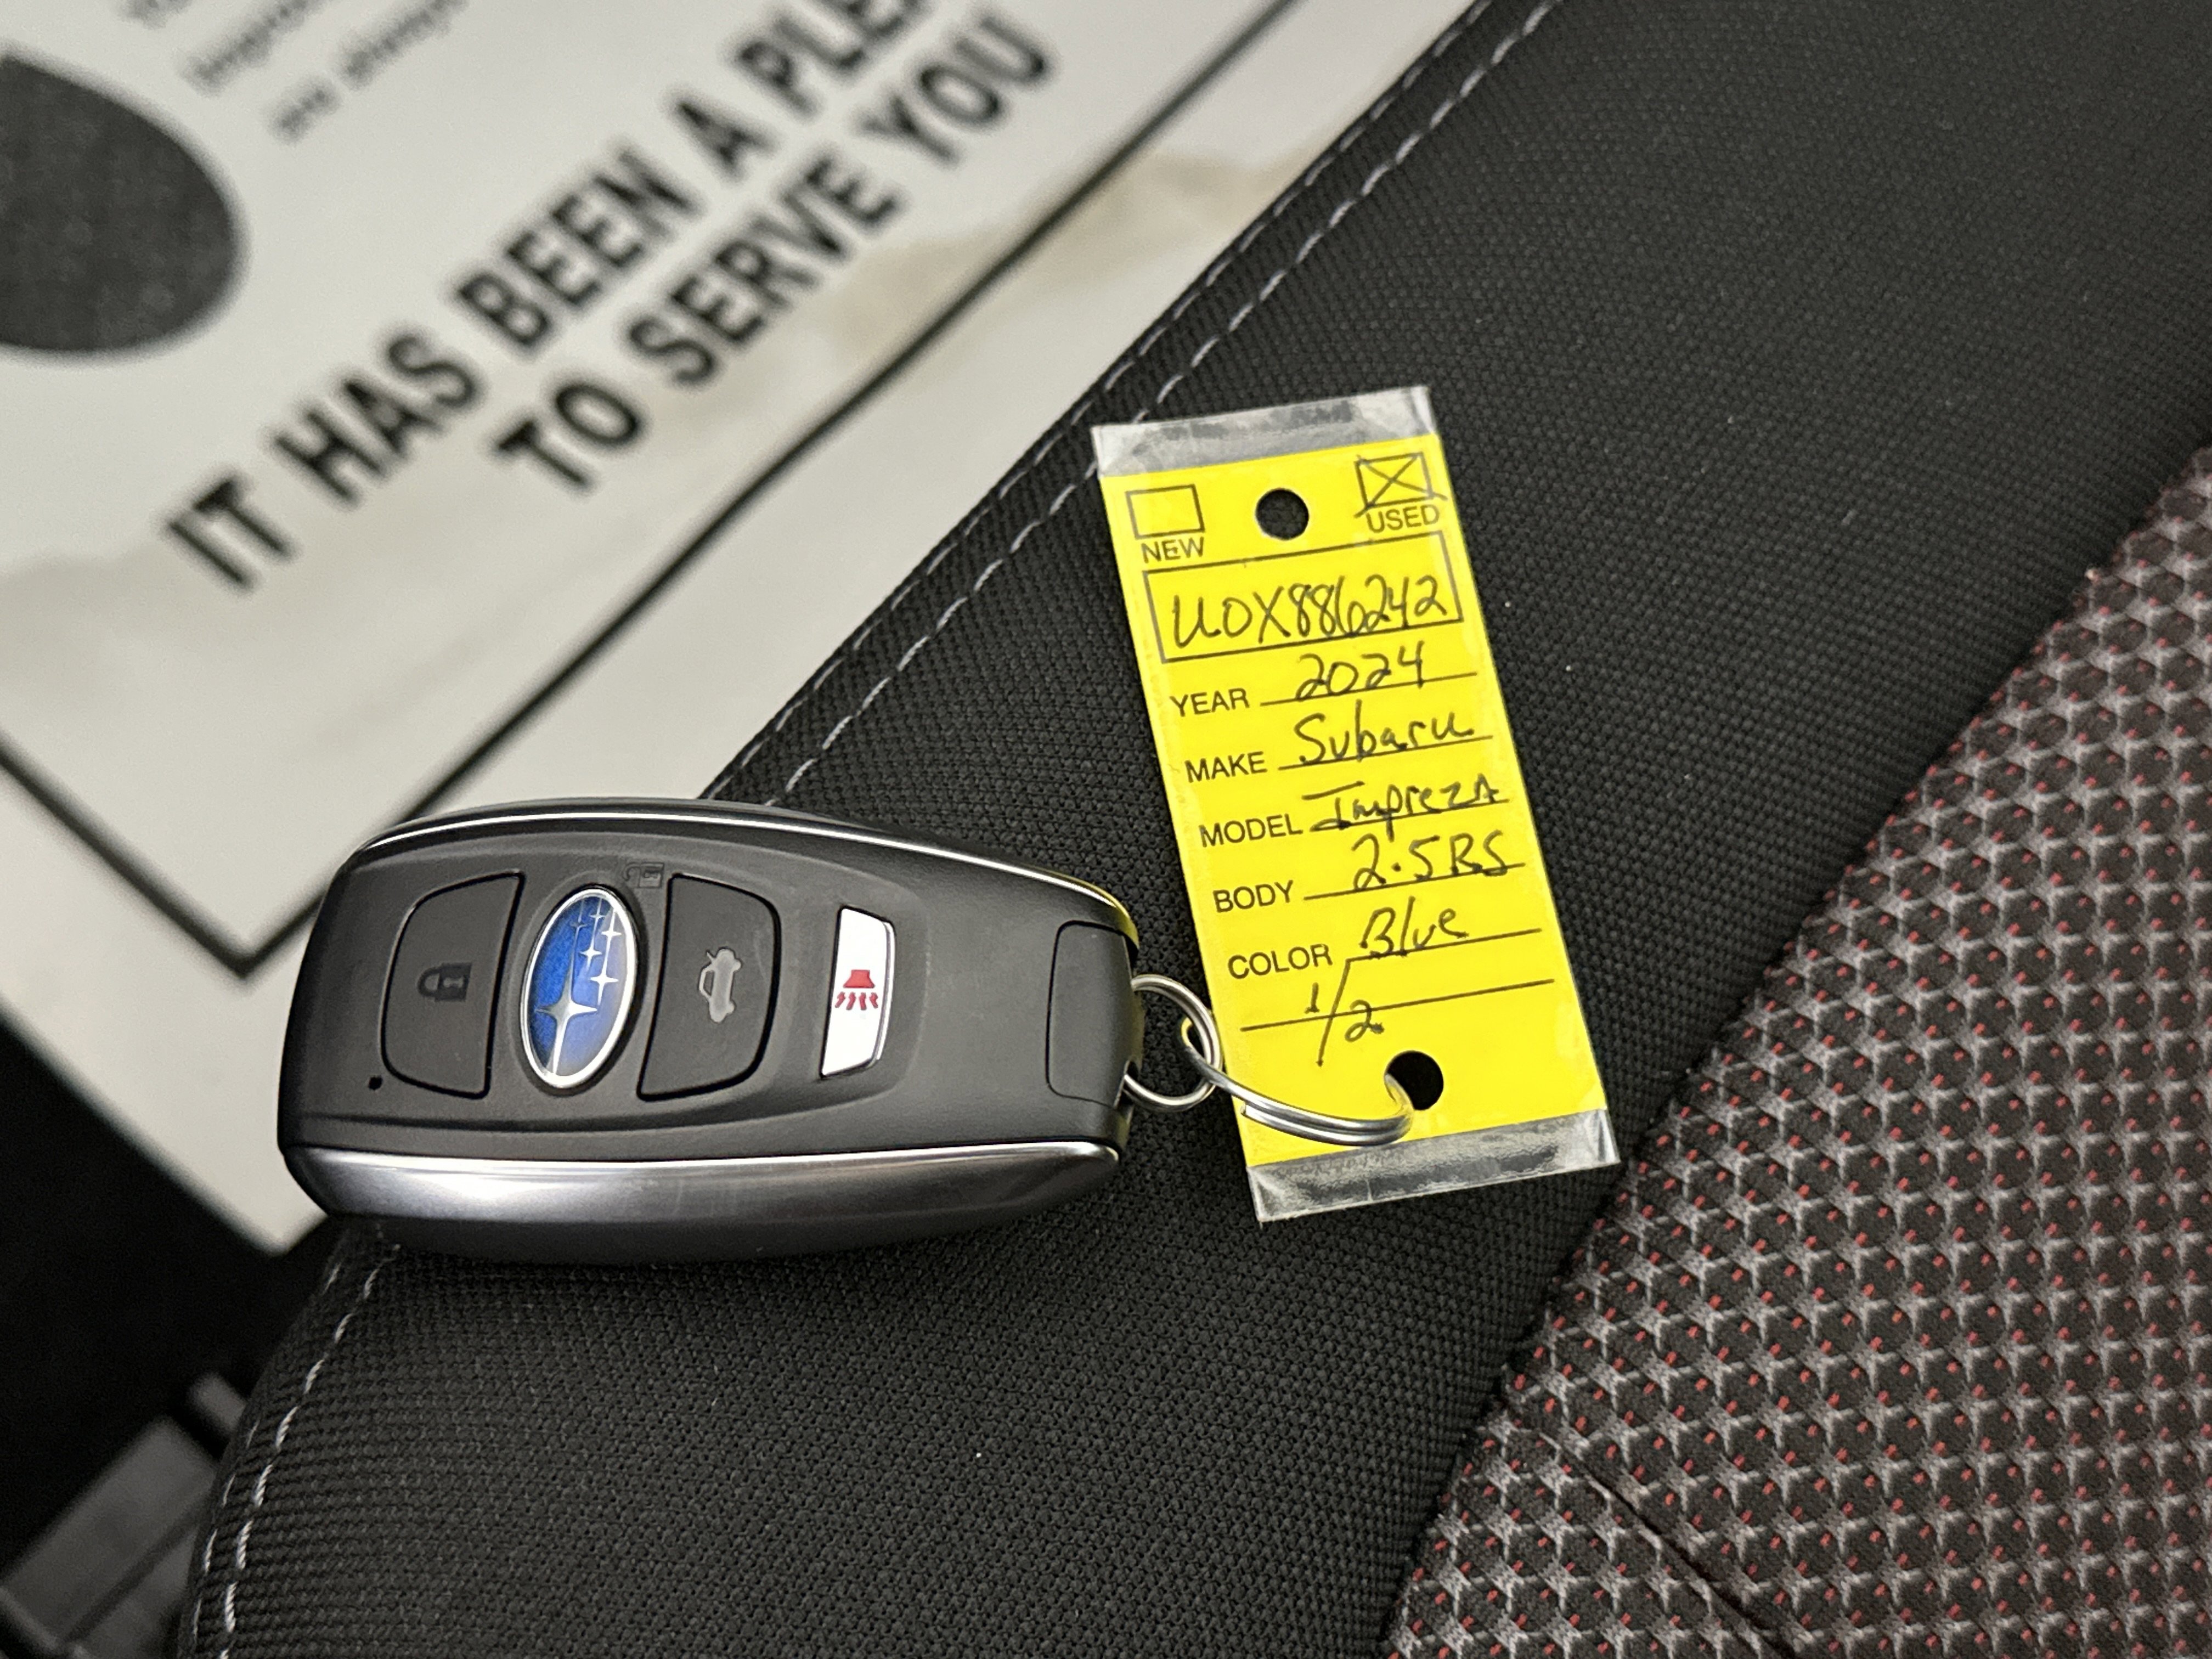 IT HAS BEEN A
TO SERVE YOU
NEW
USED
UOX886242
YEAR 2024
MAKE Subaru
MODEL Impreza
BODY 2.5RS
COLOR Blue
1/2